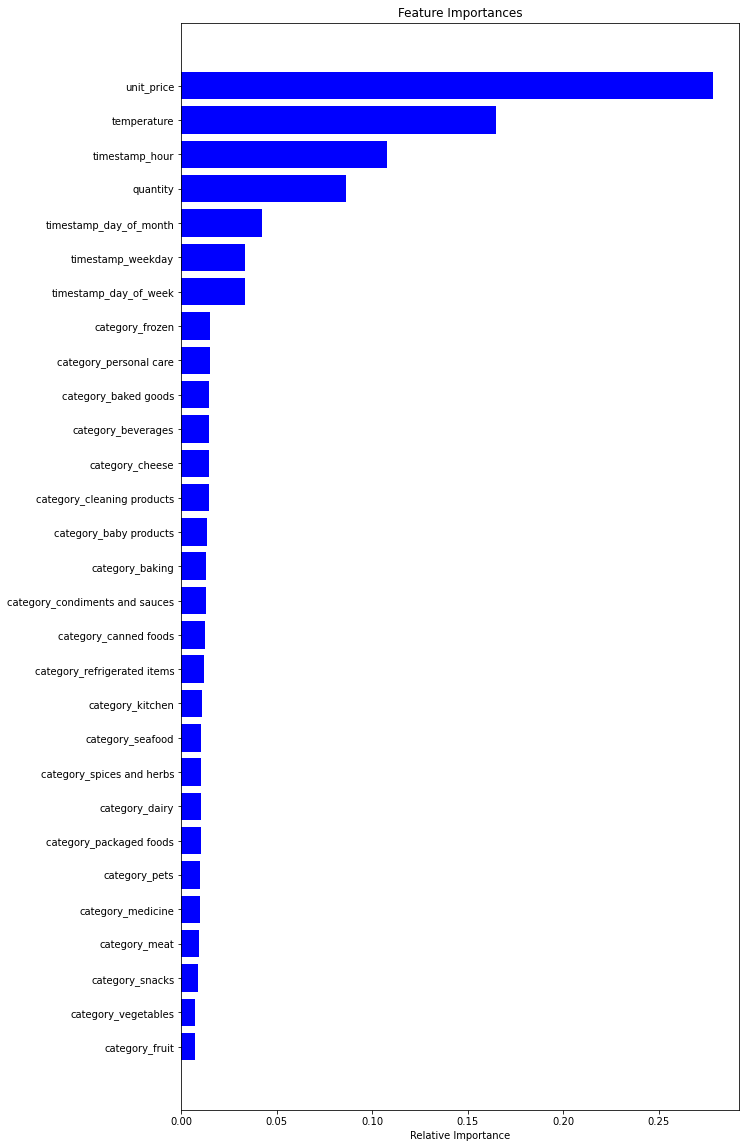 Feature Importances
unit_price
temperature
timestamp_hour
quantity
timestamp_day_of_month
timestamp_weekday
timestamp_day_of_week
category_frozen
category_personal care
category_baked goods
category_beverages
category_cheese
category_cleaning products
category_baby products
category_baking
category_condiments and sauces
category_canned foods
category_refrigerated items
category_kitchen
category_seafood
category_spices and herbs
category_dairy
category_packaged foods
category_pets
category_medicine
category_meat
category_snacks
category_vegetables
category_fruit
0.00 0.05 0.10 0.15 0.20 0.25
Relative Importance